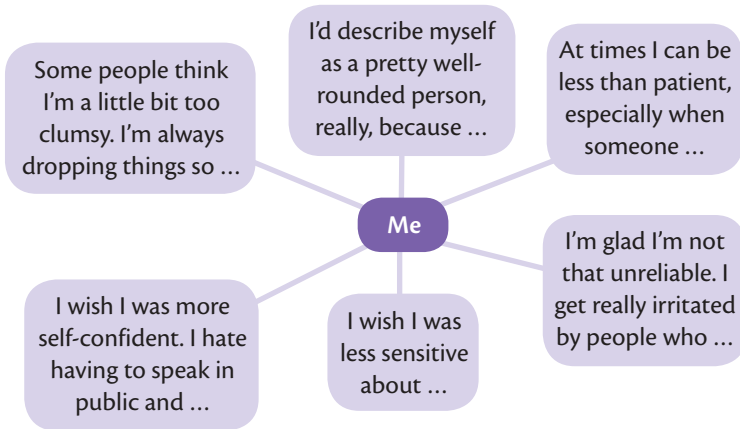 Some people think
I'm a little bit too
clumsy. I'm always
dropping things so ...
I'd describe myself
as a pretty well-
rounded person,
really, because ...
At times I can be
less than patient,
especially when
someone ...
Me
I wish I was more
self-confident. I hate
having to speak in
public and ...
I wish I was
less sensitive
about ...
I'm glad I'm not
that unreliable. I
get really irritated
by people who ...